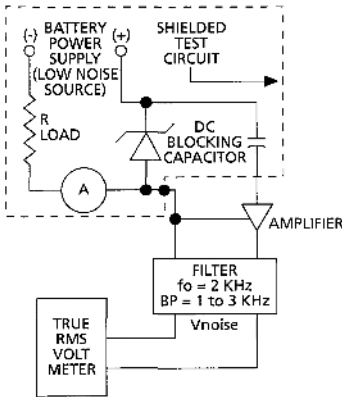 (-) BATTERY (+)
POWER
SUPPLY
(LOW NOISE
SOURCE)
SHIELDED
TEST
CIRCUIT
R
LOAD
DC
BLOCKING
CAPACITOR
A
AMPLIFIER
FILTER
fo = 2 KHz
BP = 1 to 3 KHz
Vnoise
TRUE
RMS
VOLT
METER